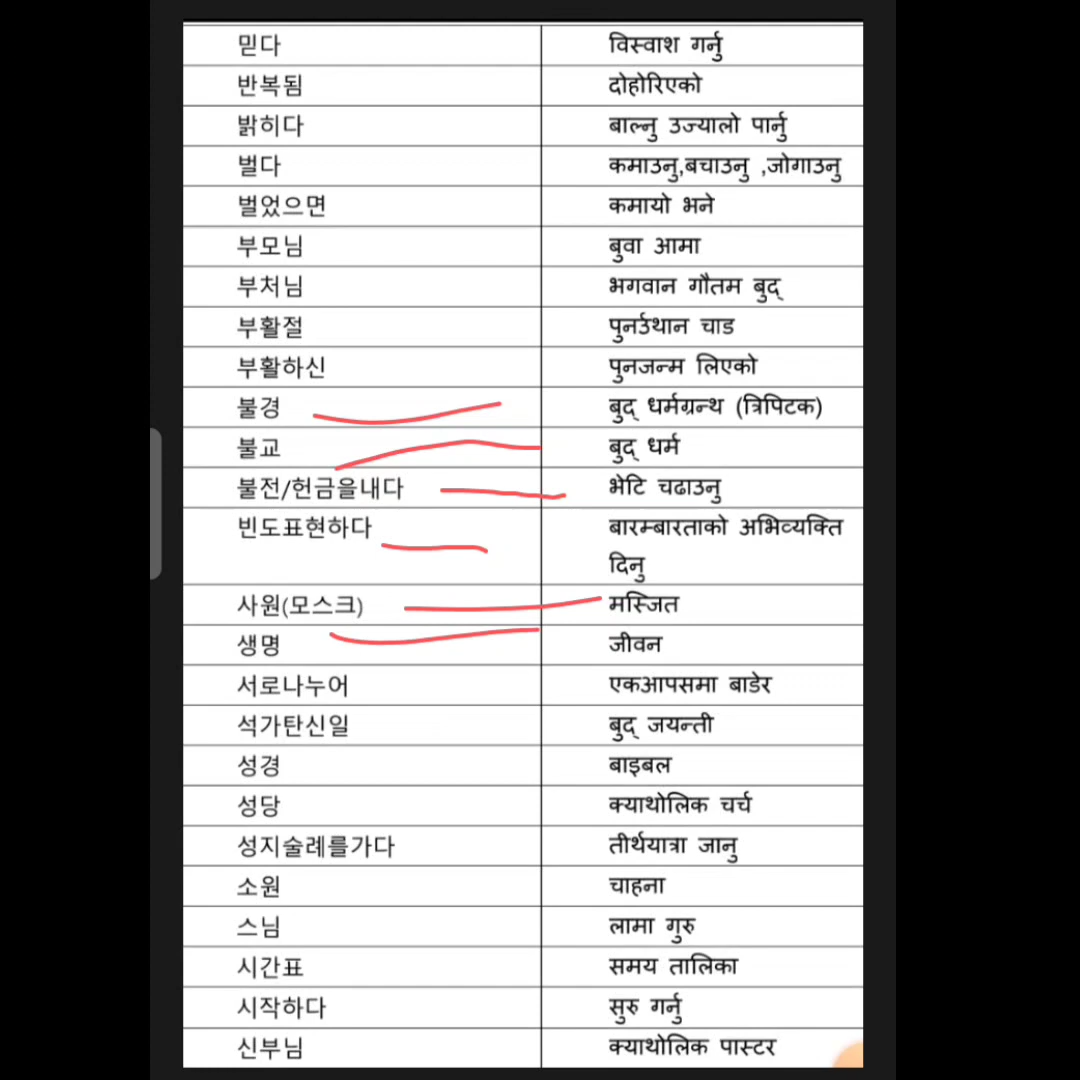 믿다 विस्वाश गर्नु
반복됨 दोहोरिएको
밝히다 बाल्नु उज्यालो पार्नु
벌다 कमाउनु,बचाउनु ,जोगाउनु
벌었으면 कमायो भने
부모님 बुवा आमा
부처님 भगवान गौतम बुद्
부활절 पुनर्उथान चाड
부활하신 पुनजन्म लिएको
불경 बुद् धर्मग्रन्थ (त्रिपिटक)
불교 बुद् धर्म
불전/헌금을내다 भेटि चढाउनु
빈도표현하다 बारम्बारताको अभिव्यक्ति
दिनु
사원(모스크) मस्जित
생명 जीवन
서로나누어 एकआपसमा बाडेर
석가탄신일 बुद् जयन्ती
성경 बाइबल
성당 क्याथोलिक चर्च
성지술례를가다 तीर्थयात्रा जानु
소원 चाहना
스님 लामा गुरु
시간표 समय तालिका
시작하다 सुरु गर्नु
신부님 क्याथोलिक पास्टर